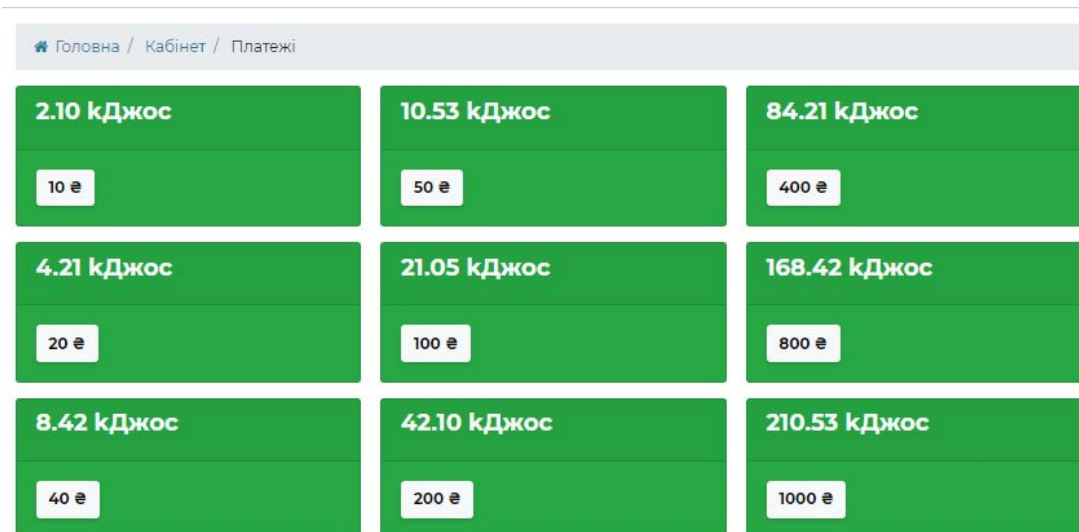 Головна / Кабінет / Платежі
2.10 kДжос
10 ₴
10.53 kДжос
50 ₴
84.21 kДжос
400 ₴
4.21 kДжос
20 ₴
21.05 kДжос
100 ₴
168.42 kДжос
800 ₴
8.42 kДжос
40 ₴
42.10 kДжос
200 ₴
210.53 kДжос
1000 ₴